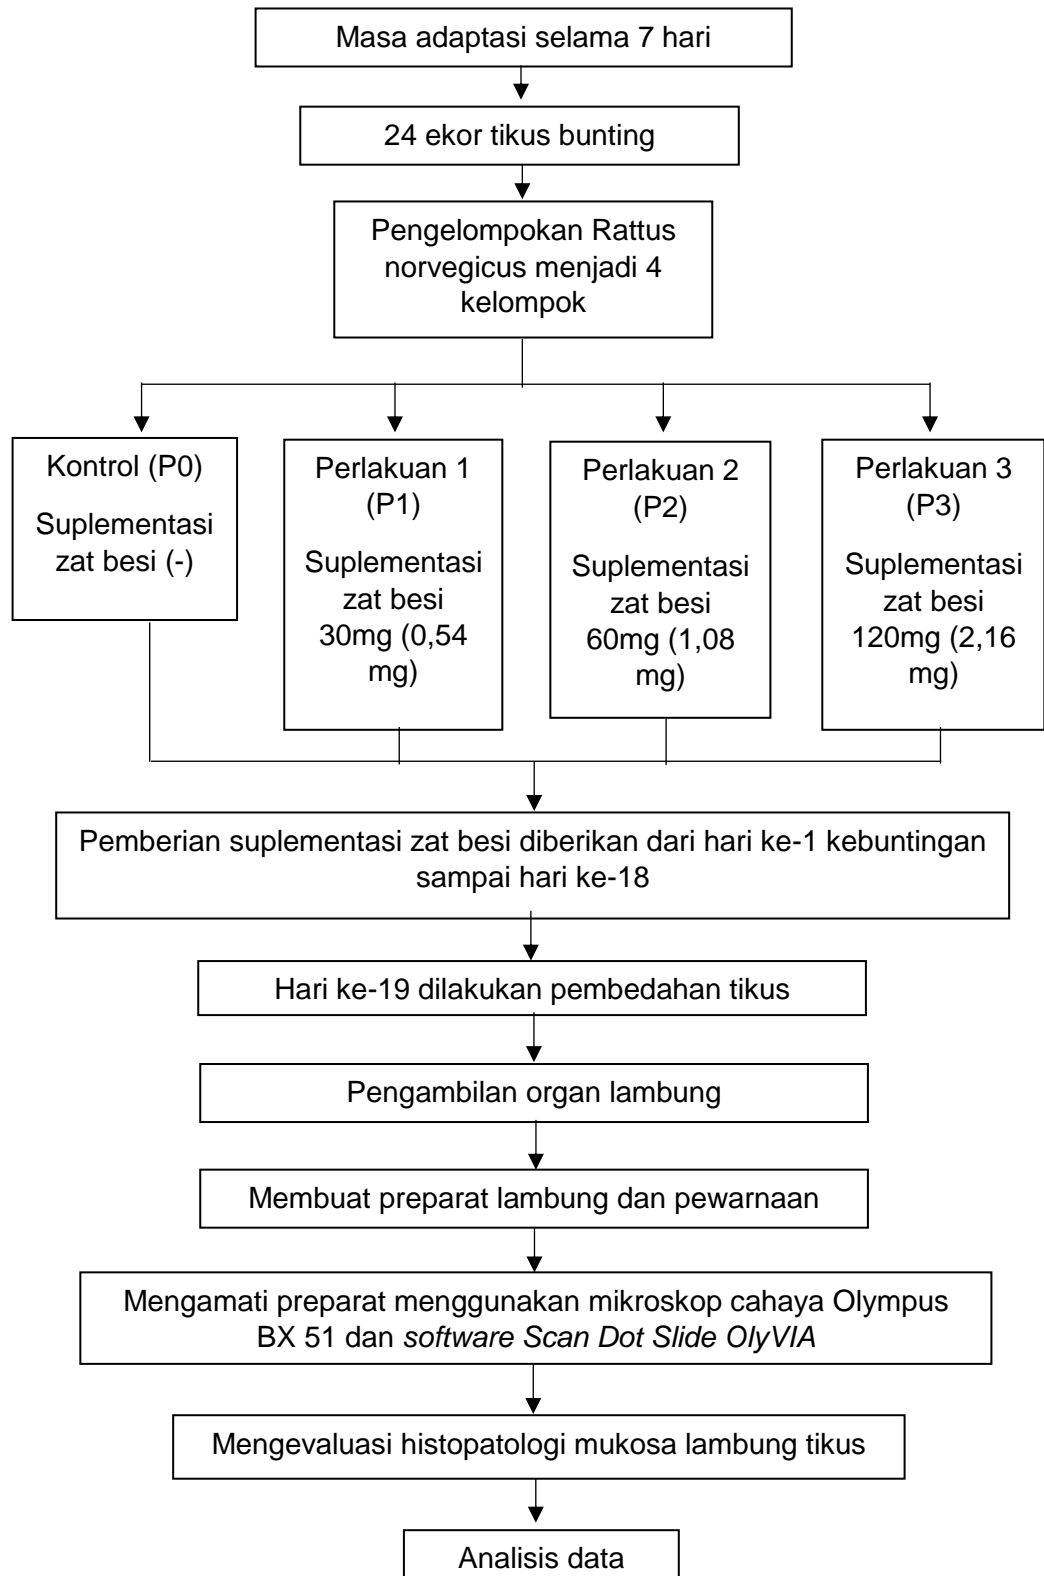 Masa adaptasi selama 7 hari
24 ekor tikus bunting
Pengelompokan Rattus
norvegicus menjadi 4
kelompok
Kontrol (P0)
Suplementasi
zat besi (-)
Perlakuan 1
(P1)
Suplementasi
zat besi
30mg (0,54
mg)
Perlakuan 2
(P2)
Suplementasi
zat besi
60mg (1,08
mg)
Perlakuan 3
(P3)
Suplementasi
zat besi
120mg (2,16
mg)
Pemberian suplementasi zat besi diberikan dari hari ke-1 kebuntingan
sampai hari ke-18
Hari ke-19 dilakukan pembedahan tikus
Pengambilan organ lambung
Membuat preparat lambung dan pewarnaan
Mengamati preparat menggunakan mikroskop cahaya Olympus
BX 51 dan software Scan Dot Slide OlyVIA
Mengevaluasi histopatologi mukosa lambung tikus
Analisis data